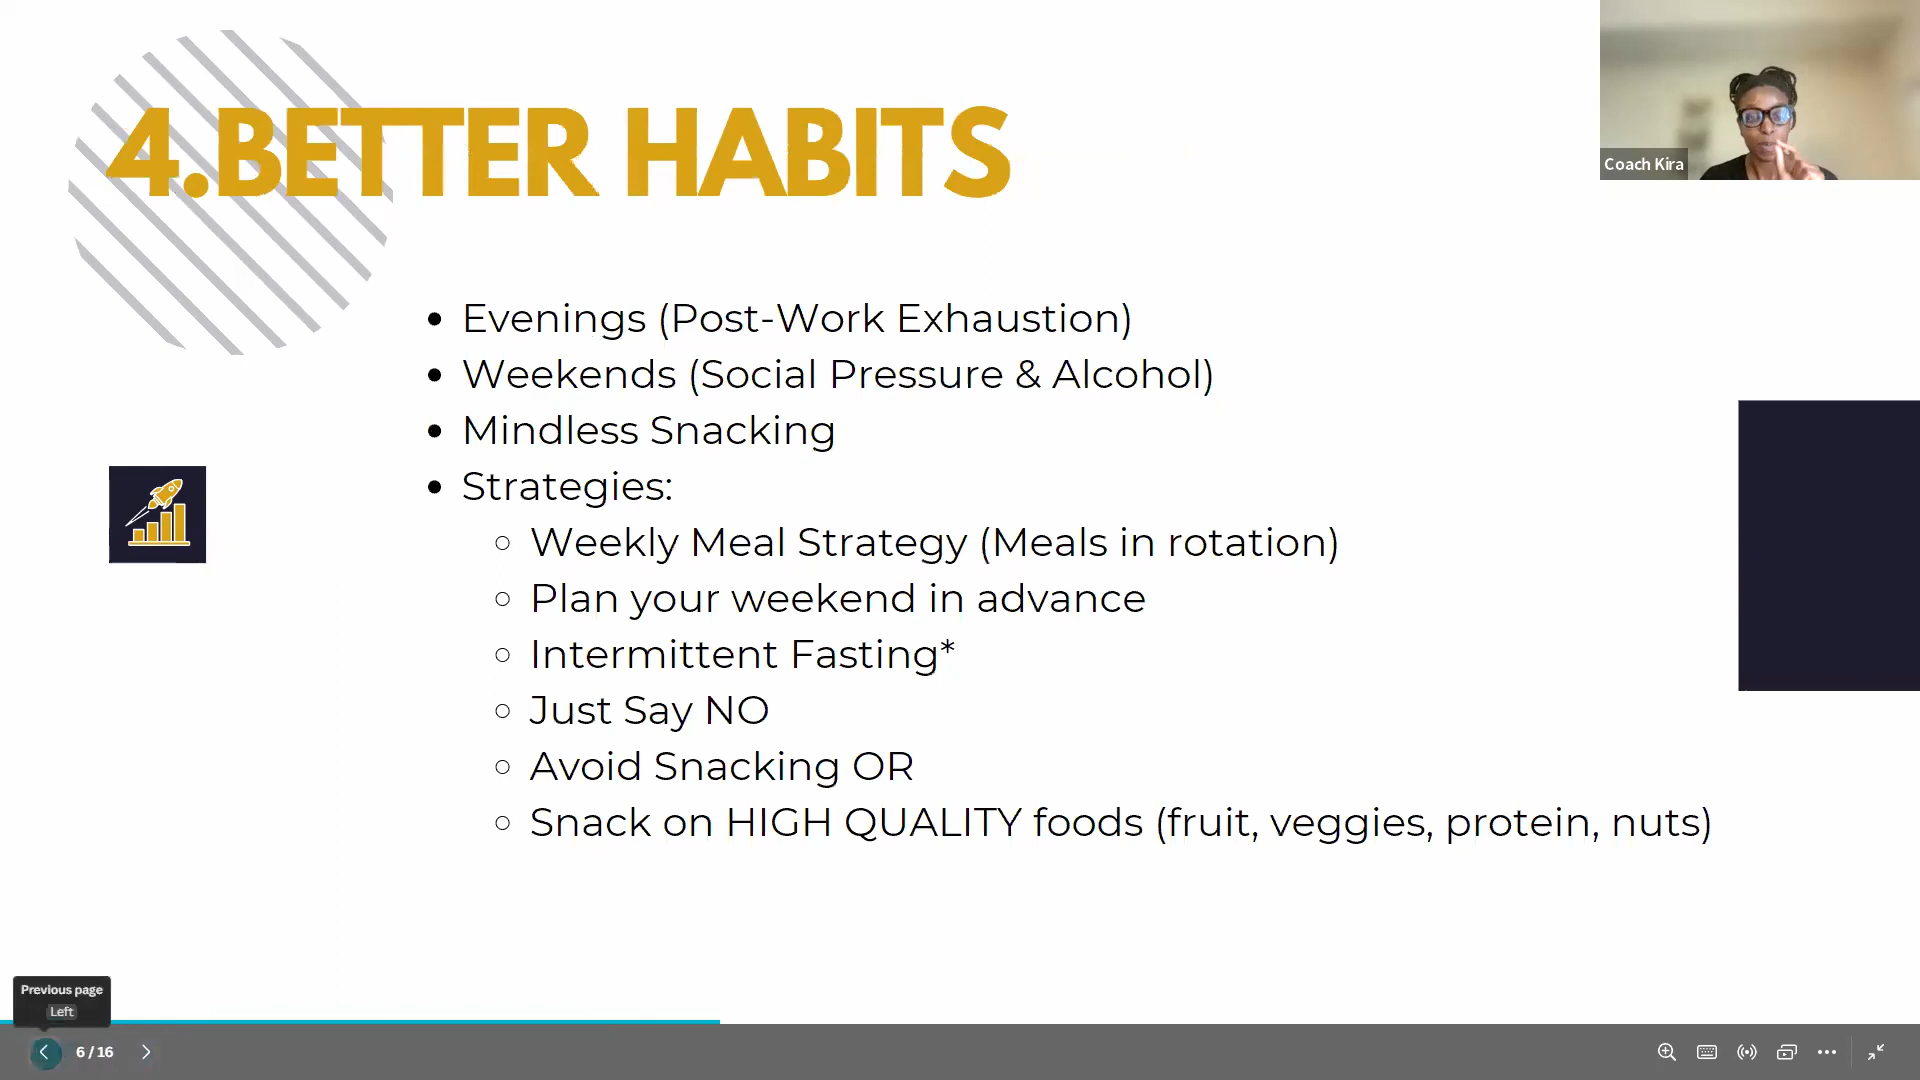 4.BETTER HABITS
Coach Kira
Evenings (Post-Work Exhaustion)
Weekends (Social Pressure & Alcohol)
Mindless Snacking
Strategies:
Weekly Meal Strategy (Meals in rotation)
Plan your weekend in advance
Intermittent Fasting*
Just Say NO
Avoid Snacking OR
Snack on HIGH QUALITY foods (fruit, veggies, protein, nuts)
Previous page
Left
6 / 16